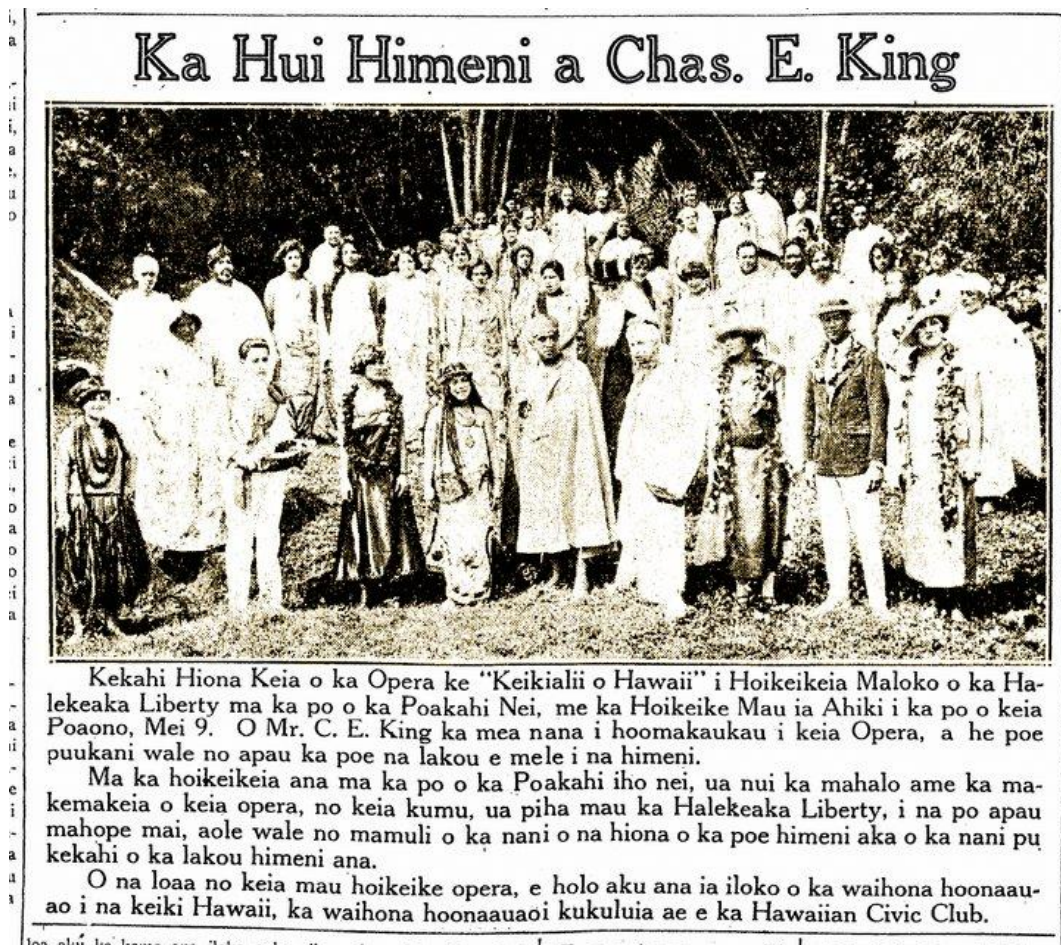 Ka Hui Himeni a Chas. E. King
Kekahi Hiona Keia o ka Opera ke "Keikialii o Hawaii" i Hoikeikeia Maloko o ka Ha-
lekeaka Liberty ma ka po o ka Poakahi Nei, me ka Hoikeike Mau ia Ahiki i ka po o keia
Poaono, Mei 9. O Mr. C. E. King ka mea nana i hoomakaukau i keia Opera, a he poe
puukani wale no apau ka poe na lakou e mele i na himeni.
Ma ka hoikeikeia ana ma ka po o ka Poakahi iho nei, ua nui ka mahalo ame ka ma-
kemakeia o keia opera, no keia kumu, ua piha mau ka Halekeaka Liberty, i na po apau
mahope mai, aole wale no mamuli o ka nani o na hiona o ka poe himeni aka o ka nani pu
kekahi o ka lakou himeni ana.
O na loaa no keia mau hoikeike opera, e holo aku ana ia iloko o ka waihona hoonaau-
ao i na keiki Hawaii, ka waihona hoonaauaoi kukuluia ae e ka Hawaiian Civic Club.